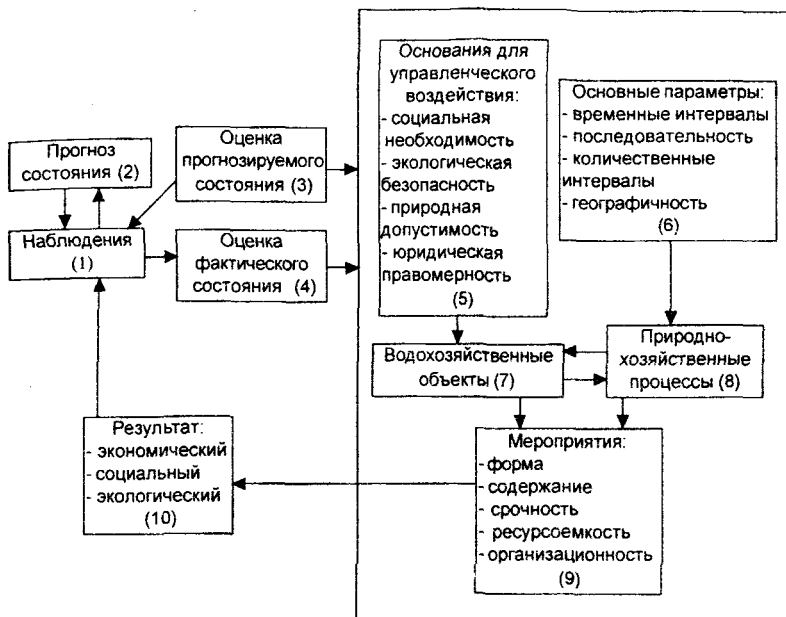 Прогноз
состояния (2)
Наблюдения
(1)
Оценка
прогнозируемого
состояния (3)
Оценка
фактического
состояния (4)
Основания для
управленческого
воздействия:
- социальная
необходимость
- экологическая
безопасность
- природная
допустимость
- юридическая
правомерность
(5)
Основные параметры:
- временные интервалы
- последовательность
- количественные
интервалы
- географичность
(6)
Водохозяйственные
объекты (7)
Природно-
хозяйственные
процессы (8)
Мероприятия:
- форма
- содержание
- срочность
- ресурсоемкость
- организационность
(9)
Результат:
- экономический
- социальный
- экологический
(10)